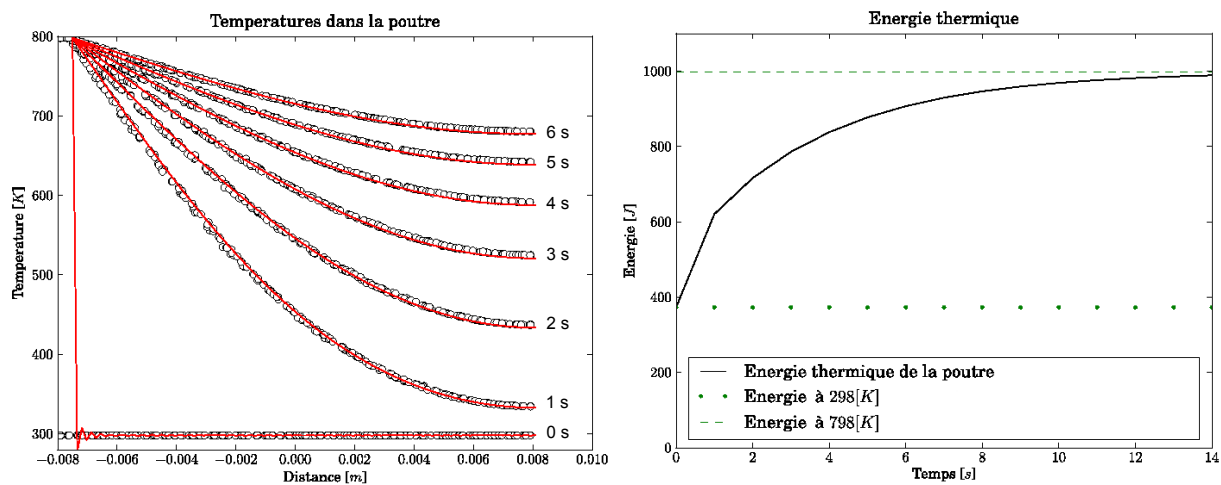 Temperatures dans la poutre
Temperature [K]
800
700
600
500
400
300
6 s
5 s
4 s
3 s
2 s
1 s
0 s
−0.008 −0.006 −0.004 −0.002 0.000 0.002 0.004 0.006 0.008 0.010
Distance [m]
Energie thermique
Energie [J]
1000
800
600
400
200
0
Energie thermique de la poutre
Energie à 298[K]
Energie à 798[K]
0 2 4 6 8 10 12 14
Temps [s]